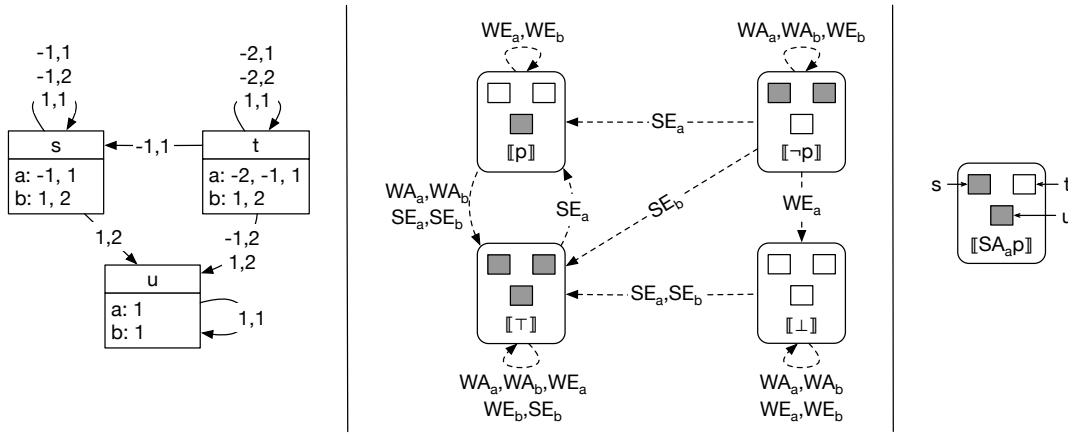 -1,1
-1,2
1,1
s
a: -1, 1
b: 1, 2
-2,1
-2,2
1,1
t
a: -2, -1, 1
b: 1, 2
-1,1
1,2
-1,2
1,2
u
a: 1
b: 1
1,1
WEa,WEb
⟦p⟧
WAa,WAb,WEb
⟦¬p⟧
SEa
WAa,WAb
SEa,SEb
SEa
SEb
WEa
⟦⊤⟧
SEa,SEb
⟦⊥⟧
WAa,WAb,WEa
WEb,SEb
WAa,WAb
WEa,WEb
s
t
u
⟦SAap⟧